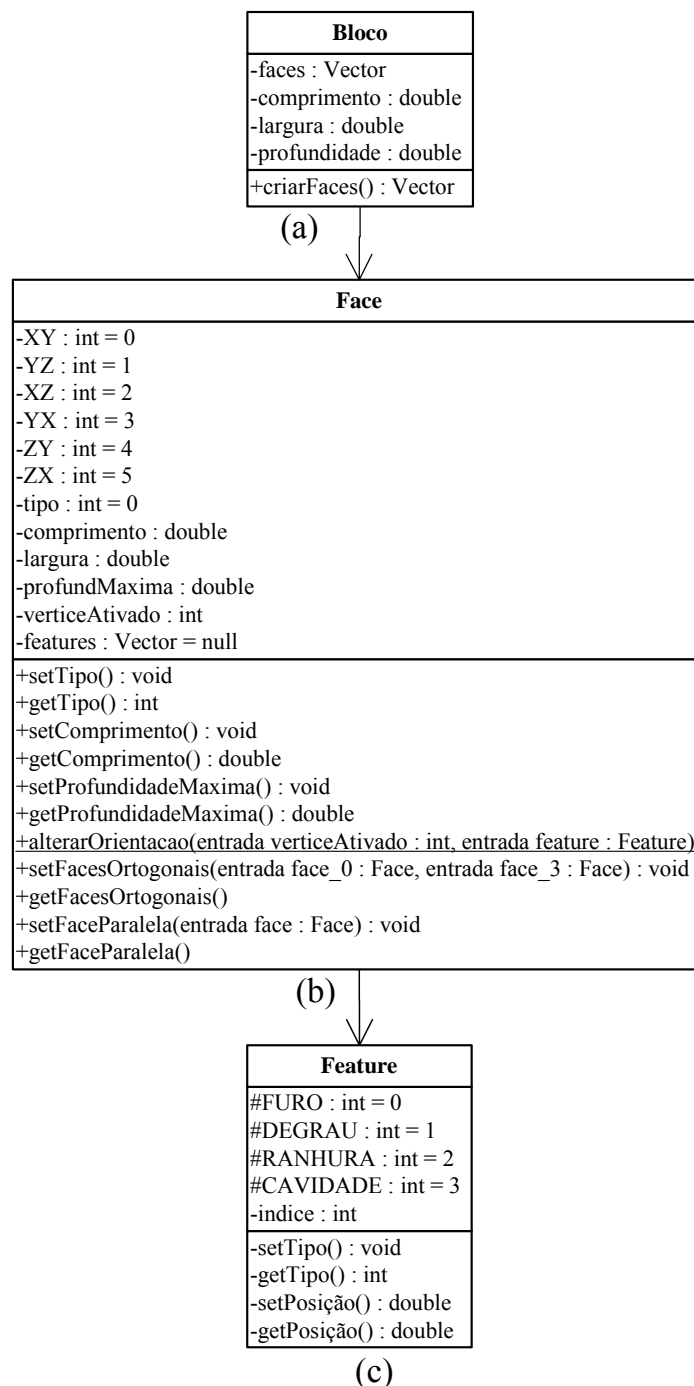 Bloco
-faces : Vector
-comprimento : double
-largura : double
-profundidade : double
+criarFaces() : Vector
(a)
Face
-XY : int = 0
-YZ : int = 1
-XZ : int = 2
-YX : int = 3
-ZY : int = 4
-ZX : int = 5
-tipo : int = 0
-comprimento : double
-largura : double
-profundMaxima : double
-verticeAtivado : int
-features : Vector = null
+setTipo() : void
+getTipo() : int
+setComprimento() : void
+getComprimento() : double
+setProfundidadeMaxima() : void
+getProfundidadeMaxima() : double
+alterarOrientacao(entrada verticeAtivado : int, entrada feature : Feature)
+setFacesOrtogonais(entrada face_0 : Face, entrada face_3 : Face) : void
+getFacesOrtogonais()
+setFaceParalela(entrada face : Face) : void
+getFaceParalela()
(b)
Feature
#FURO : int = 0
#DEGRAU : int = 1
#RANHURA : int = 2
#CAVIDADE : int = 3
-indice : int
-setTipo() : void
-getTipo() : int
-setPosição() : double
-getPosição() : double
(c)